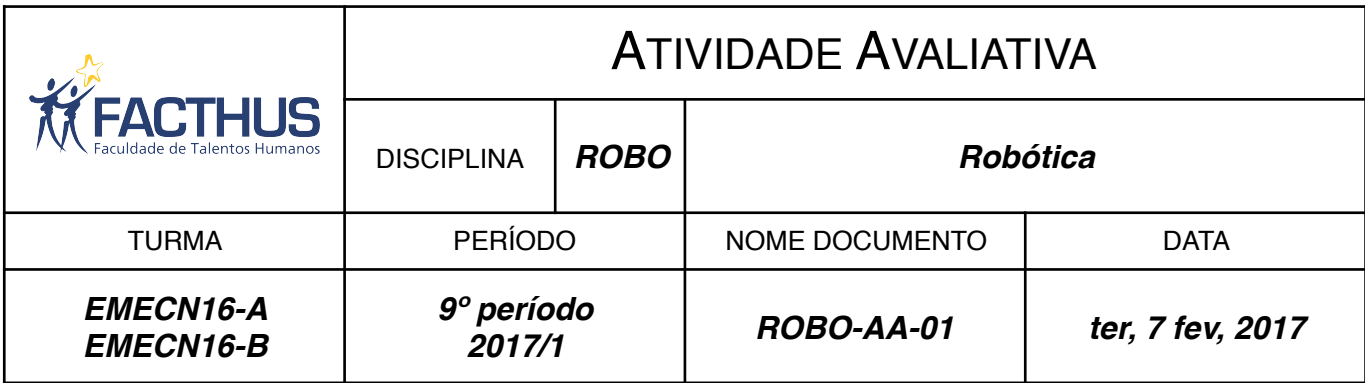 ATIVIDADE AVALIATIVA
FACTHUS
Faculdade de Talentos Humanos
DISCIPLINA
ROBO
Robótica
TURMA
PERÍODO
NOME DOCUMENTO
DATA
EMECN16-A
EMECN16-B
9º período
2017/1
ROBO-AA-01
ter, 7 fev, 2017